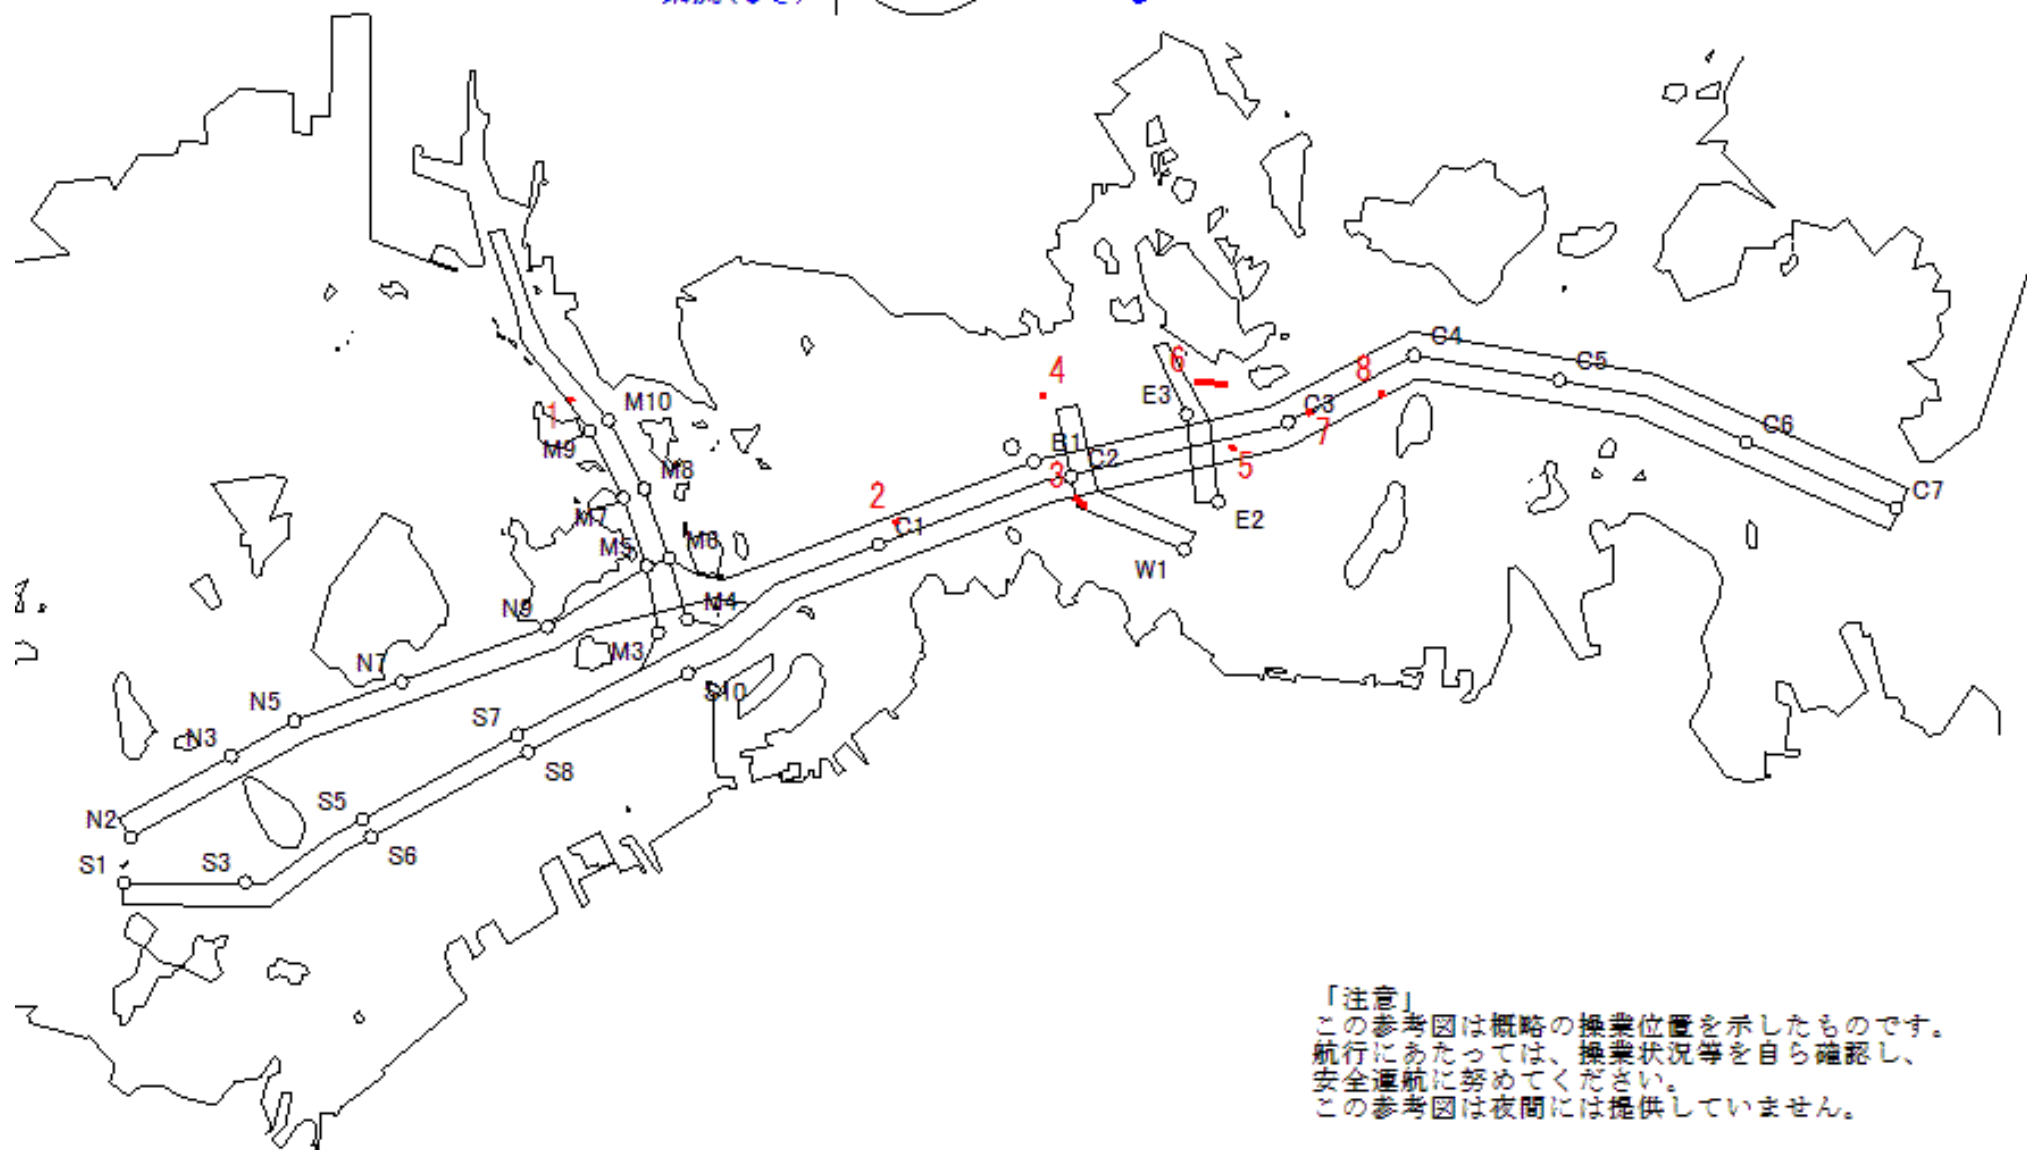 C4
C5
8
6
4
E3
C3
M10
1
7
C6
B1
M9
C2
5
M8
3
C7
2
E2
M7
C1
M6
M5
W1
N9
M4
M3
N7
S10
N5
S7
N3
S8
S5
N2
S6
S1
S3
「注意」
この参考図は概略の操業位置を示したものです。
航行にあたっては、操業状況等を自ら確認し、
安全運航に努めてください。
この参考図は夜間には提供していません。